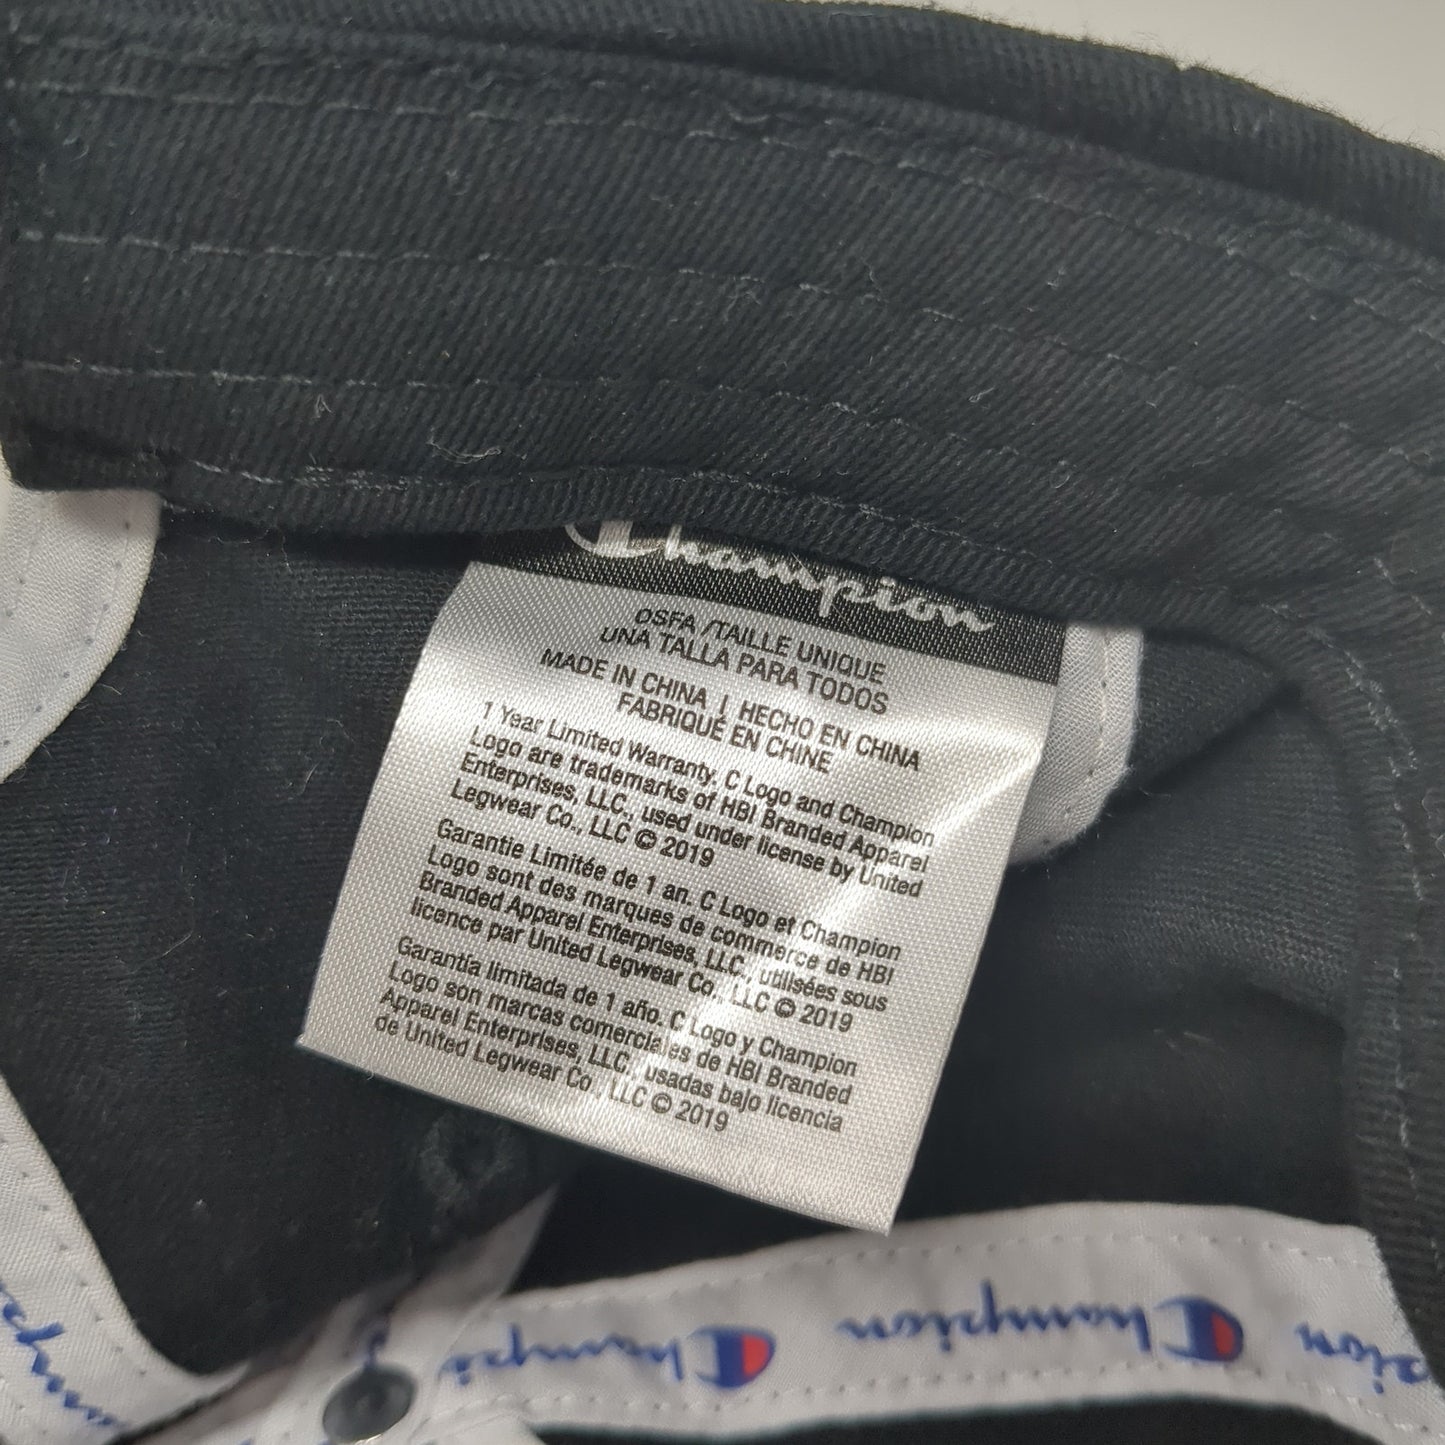 Champion
OSFA /TAILLE UNIQUE
UNA TALLA PARA TODOS
MADE IN CHINA | HECHO EN CHINA
FABRIQUÉ EN CHINE
1 Year Limited Warranty. C Logo and Champion
Logo are trademarks of HBI Branded Apparel
Enterprises, LLC., used under license by United
Legwear Co., LLC © 2019
Garantie Limitée de 1 an. C Logo et Champion
Logo sont des marques de commerce de HBI
Branded Apparel Enterprises, LLC., utilisées sous
licence par United Legwear Co., LLC © 2019
Garantía limitada de 1 año. C Logo y Champion
Logo son marcas comerciales de HBI Branded
Apparel Enterprises, LLC., usadas bajo licencia
de United Legwear Co., LLC © 2019
Champion
Champion